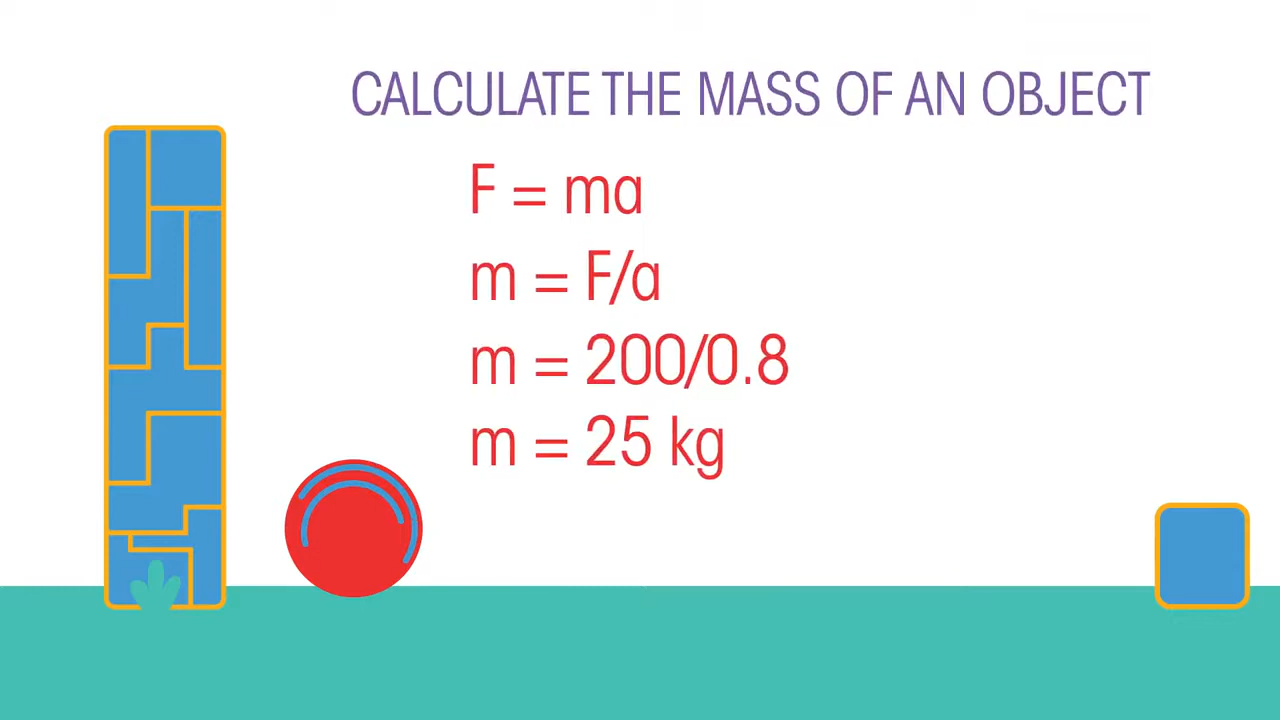 CALCULATE THE MASS OF AN OBJECT
F = ma
m = F/a
m = 200/0.8
m = 25 kg